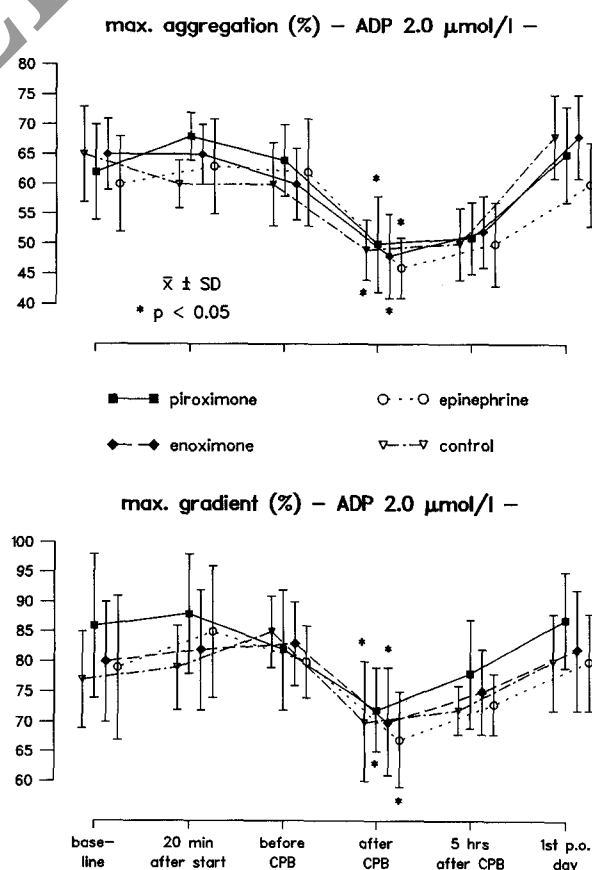 max. aggregation (%) – ADP 2.0 μmol/l –
80
75
70
65
60
55
50
45
40
x̄ ± SD
* p < 0.05
*
*
*
*
piroximone
epinephrine
enoximone
control
max. gradient (%) – ADP 2.0 μmol/l –
100
95
90
85
80
75
70
65
60
*
*
*
*
base– 20 min before after 5 hrs 1st p.o.
line after start CPB CPB after CPB day